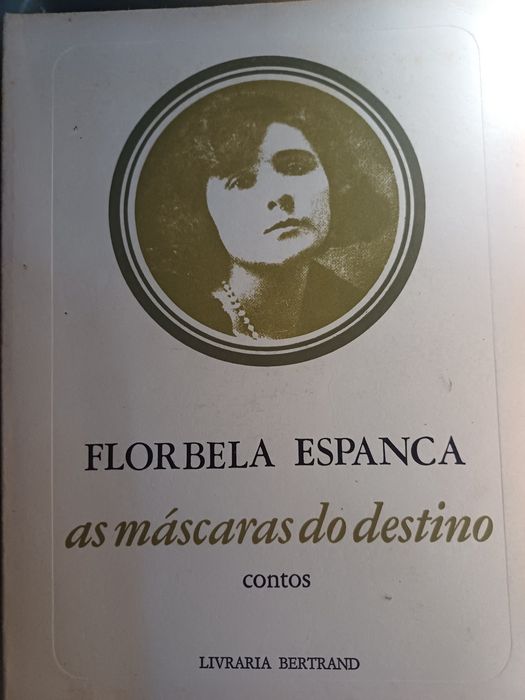 FLORBELA ESPANCA
as máscaras do destino
contos
LIVRARIA BERTRAND